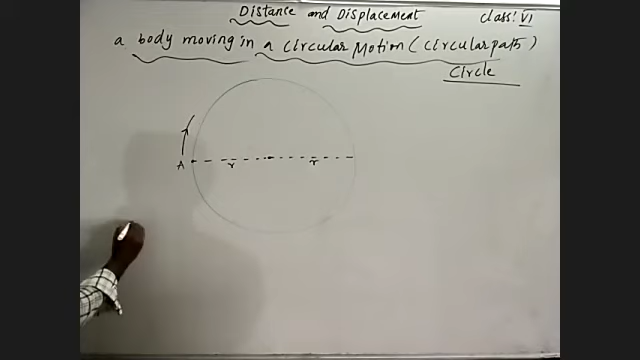 Distance and Displacement
Class: VI
a body moving in a circular Motion (circular path)
Circle
A
r
r